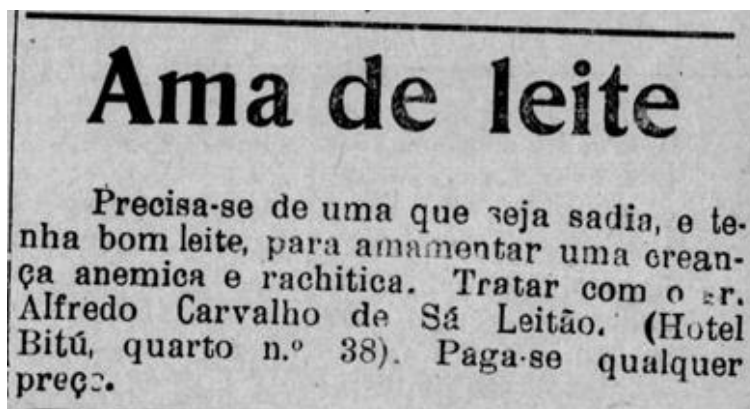 Ama de leite
Precisa-se de uma que seja sadia, e te-
nha bom leite, para amamentar uma crean-
ça anemica e rachitica. Tratar com o sr.
Alfredo Carvalho de Sá Leitão. (Hotel
Bitú, quarto n.º 38). Paga-se qualquer
preço.